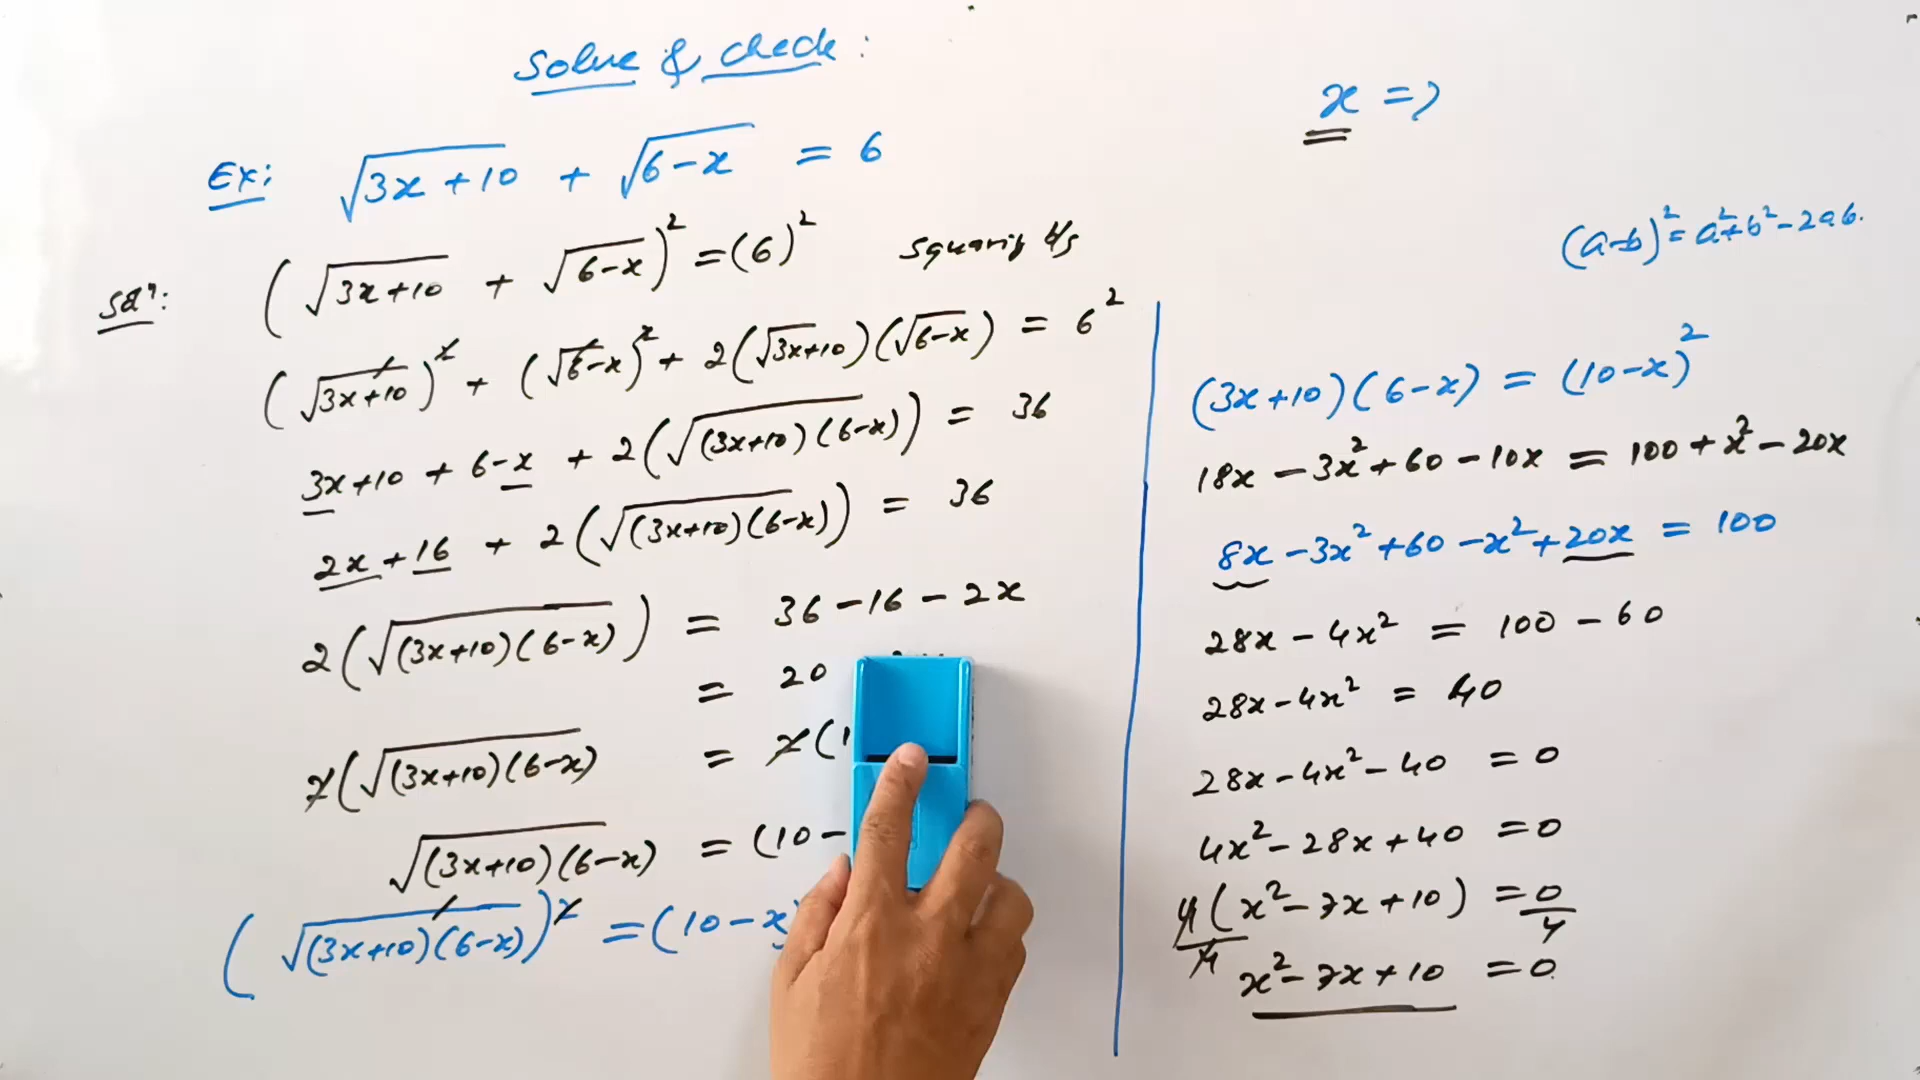 Solve & check :
x => 
Ex: √(3x+10) + √(6-x) = 6
Solⁿ: (√(3x+10) + √(6-x))² = (6)² squaring b/s
(√(3x+10))² + (√(6-x))² + 2(√(3x+10))(√(6-x)) = 6²
3x+10 + 6-x + 2(√((3x+10)(6-x))) = 36
2x + 16 + 2(√((3x+10)(6-x))) = 36
2(√((3x+10)(6-x))) = 36 - 16 - 2x
= 20
2(√((3x+10)(6-x)) = 2(1
√((3x+10)(6-x)) = (10-
(√((3x+10)(6-x)))² = (10-x)
(a-b)² = a²+b²-2ab.
(3x+10)(6-x) = (10-x)²
18x - 3x² + 60 - 10x = 100 + x² - 20x
8x - 3x² + 60 - x² + 20x = 100
28x - 4x² = 100 - 60
28x - 4x² = 40
28x - 4x² - 40 = 0
4x² - 28x + 40 = 0
4(x² - 7x + 10)/4 = 0/4
x² - 7x + 10 = 0